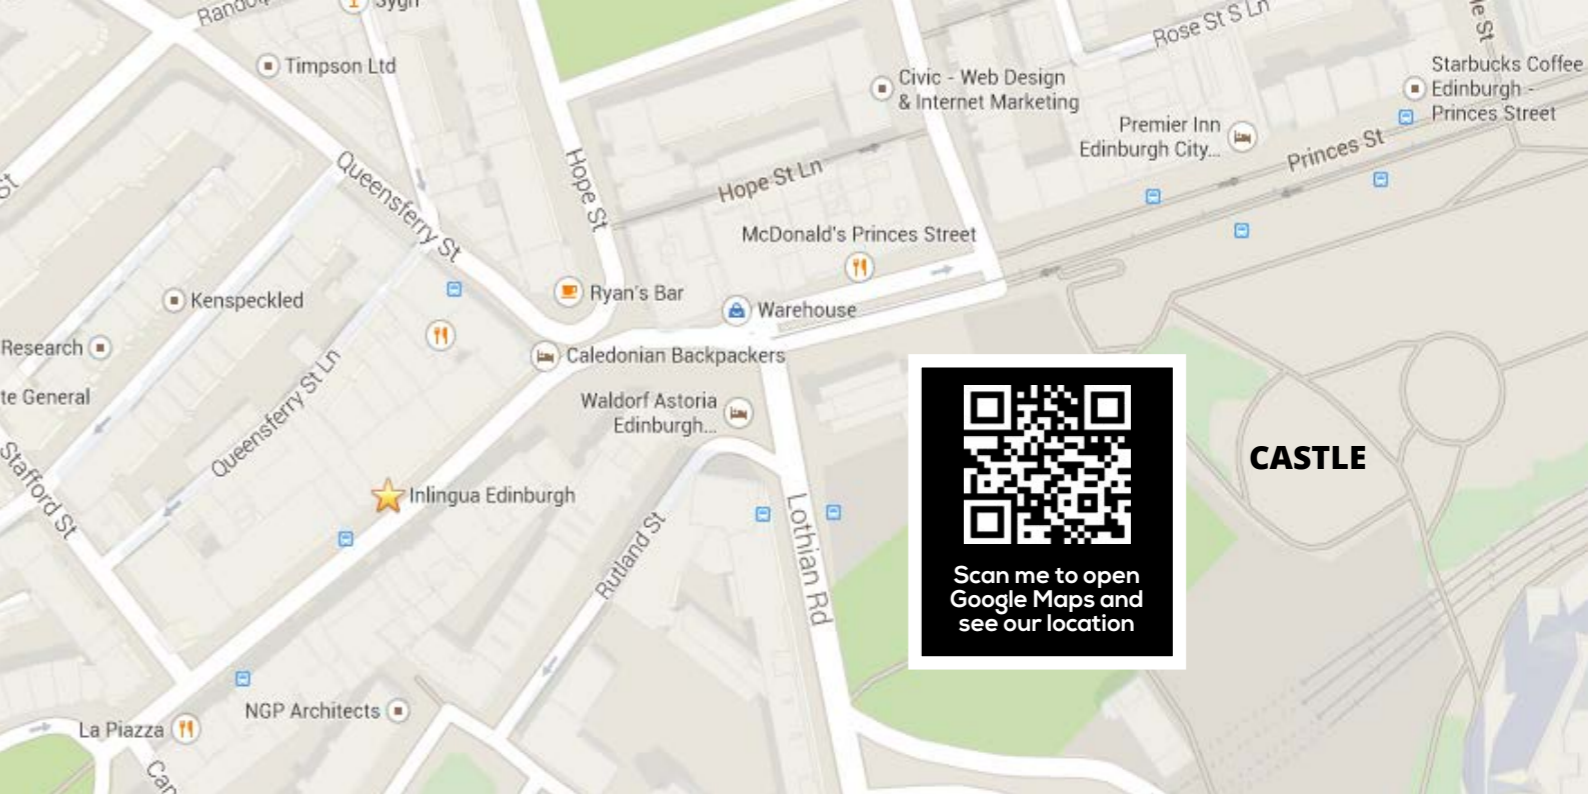 Timpson Ltd
Civic - Web Design
& Internet Marketing
Rose St S Ln
Starbucks Coffee
Edinburgh -
Princes Street
Premier Inn
Edinburgh City...
Princes St
Queensferry St
Hope St
Hope St Ln
McDonald's Princes Street
Ryan's Bar
Warehouse
Kenspeckled
Research
Caledonian Backpackers
te General
Waldorf Astoria
Edinburgh...
Queensferry St Ln
Stafford St
Inlingua Edinburgh
Rutland St
Lothian Rd
CASTLE
Scan me to open
Google Maps and
see our location
NGP Architects
La Piazza